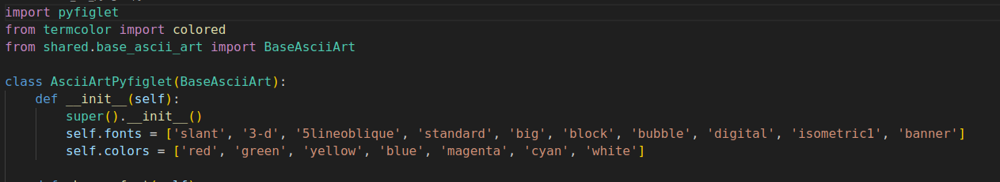 import pyfiglet
from termcolor import colored
from shared.base_ascii_art import BaseAsciiArt
class AsciiArtPyfiglet(BaseAsciiArt):
def __init__(self):
super().__init__()
self.fonts = ['slant', '3-d', '5lineoblique', 'standard', 'big', 'block', 'bubble', 'digital', 'isometric1', 'banner']
self.colors = ['red', 'green', 'yellow', 'blue', 'magenta', 'cyan', 'white']